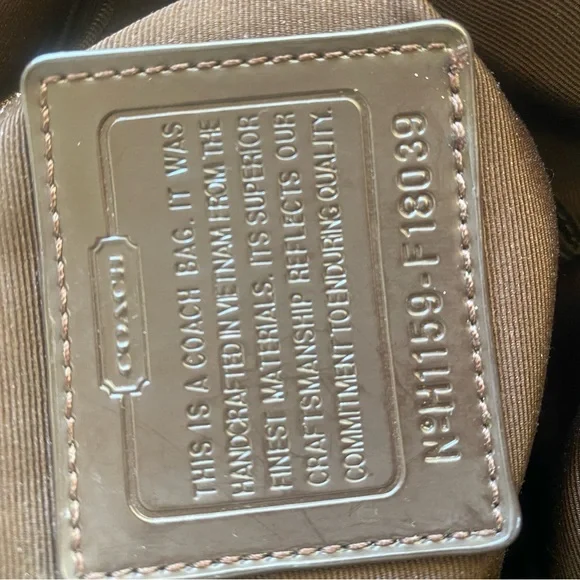 COACH
THIS IS A COACH BAG. IT WAS
HANDCRAFTED IN VIETNAM FROM THE
FINEST MATERIALS. ITS SUPERIOR
CRAFTSMANSHIP REFLECTS OUR
COMMITMENT TO ENDURING QUALITY.
Nº H1159-F18039